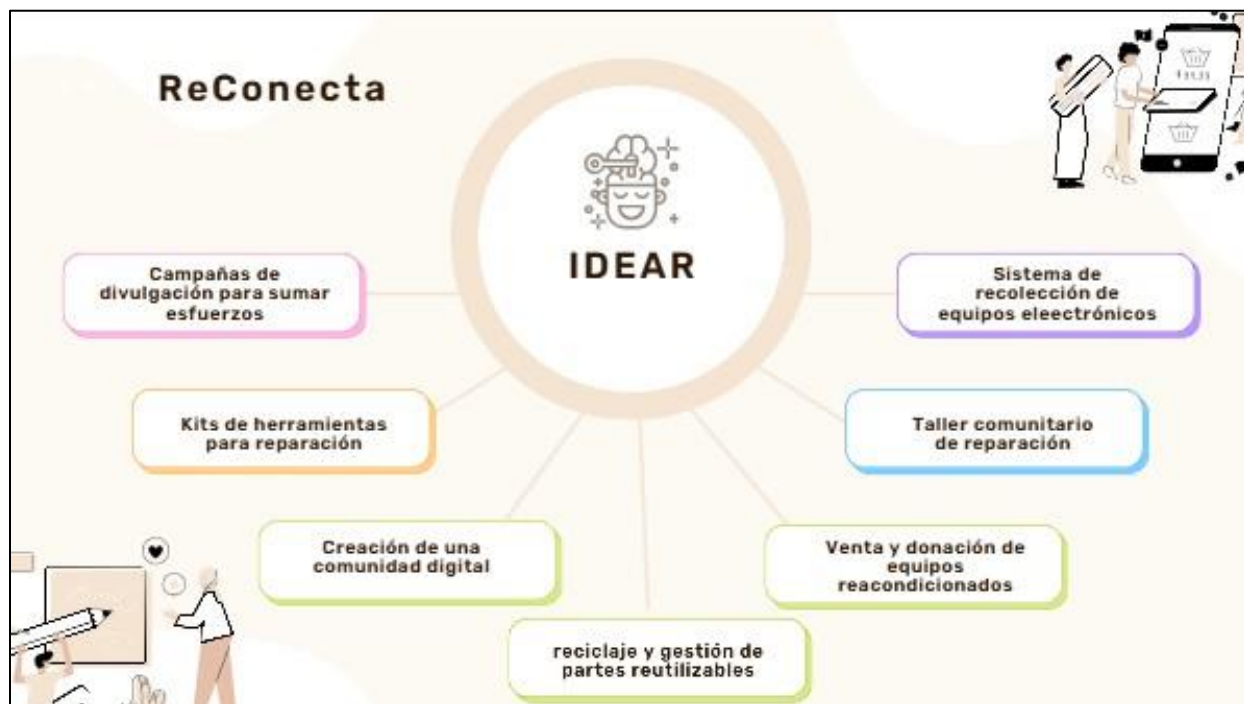 ReConecta
IDEAR
Campañas de
divulgación para sumar
esfuerzos
Sistema de
recolección de
equipos eleectrónicos
Kits de herramientas
para reparación
Taller comunitario
de reparación
Creación de una
comunidad digital
Venta y donación de
equipos
reacondicionados
reciclaje y gestión de
partes reutilizables